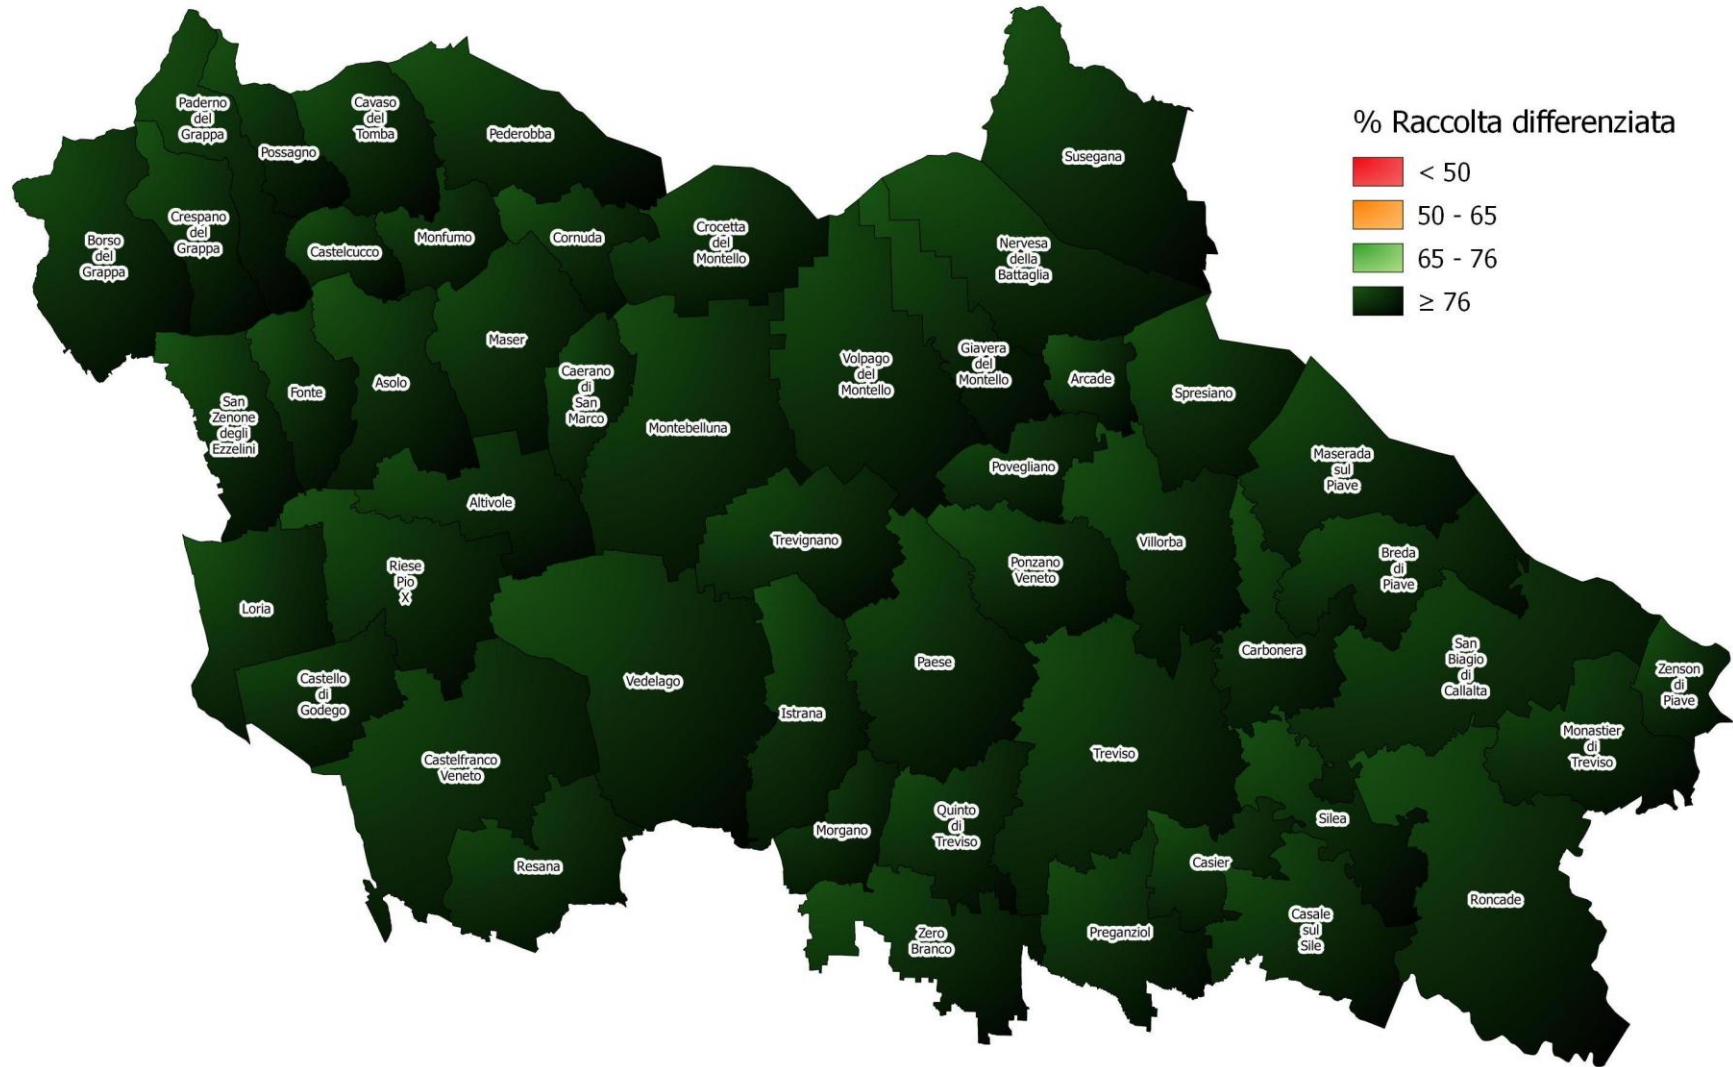 % Raccolta differenziata
< 50
50 - 65
65 - 76
≥ 76
Paderno
del
Grappa
Cavaso
del
Tomba
Possagno
Pederobba
Susegana
Borso
del
Grappa
Crespano
del
Grappa
Castelcucco
Monfumo
Cornuda
Crocetta
del
Montello
Nervesa
della
Battaglia
Maser
Caerano
di
San
Marco
Volpago
del
Montello
Giavera
del
Montello
Arcade
Spresiano
San
Zenone
degli
Ezzelini
Fonte
Asolo
Montebelluna
Povegliano
Maserada
sul
Piave
Altivole
Trevignano
Villorba
Ponzano
Veneto
Breda
di
Piave
Riese
Pio
X
Loria
Castello
di
Godego
Vedelago
Istrana
Paese
Carbonera
San
Biagio
di
Callalta
Zenson
di
Piave
Monastier
di
Treviso
Castelfranco
Veneto
Treviso
Morgano
Quinto
di
Treviso
Silea
Resana
Casier
Zero
Branco
Preganziol
Casale
sul
Sile
Roncade